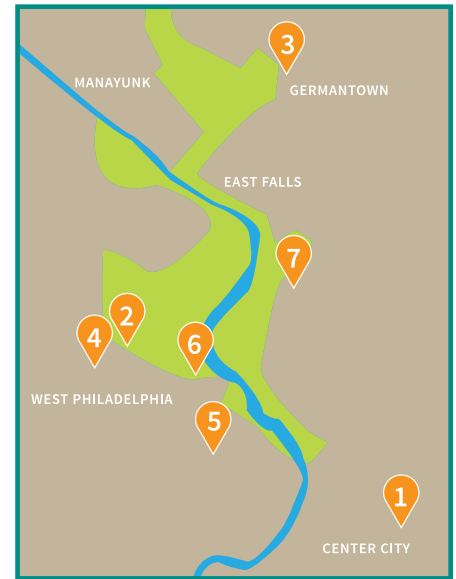 3
MANAYUNK
GERMANTOWN
EAST FALLS
7
2
4
6
WEST PHILADELPHIA
5
1
CENTER CITY